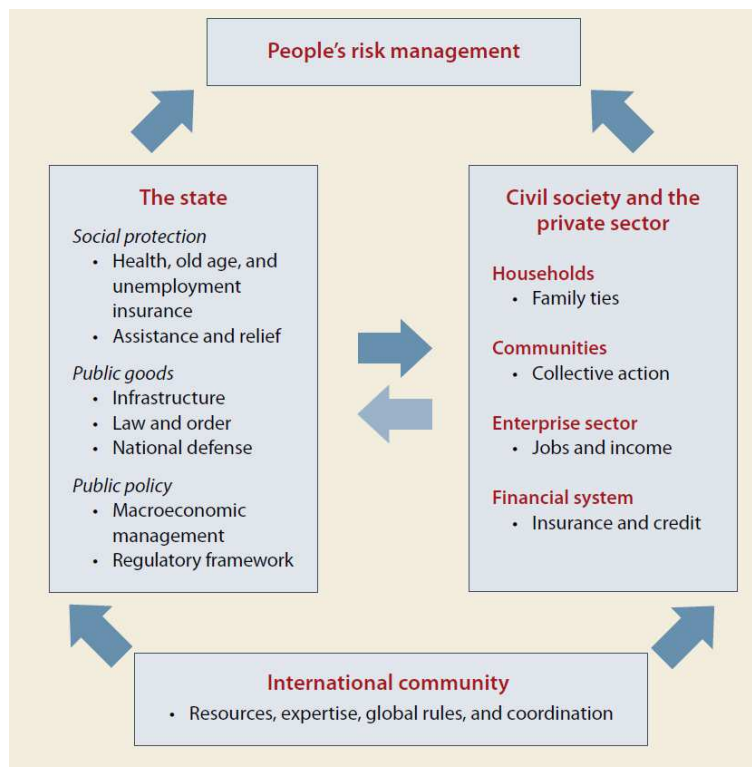 People's risk management
The state
Social protection
• Health, old age, and
unemployment
insurance
• Assistance and relief
Public goods
• Infrastructure
• Law and order
• National defense
Public policy
• Macroeconomic
management
• Regulatory framework
Civil society and the
private sector
Households
• Family ties
Communities
• Collective action
Enterprise sector
• Jobs and income
Financial system
• Insurance and credit
International community
• Resources, expertise, global rules, and coordination